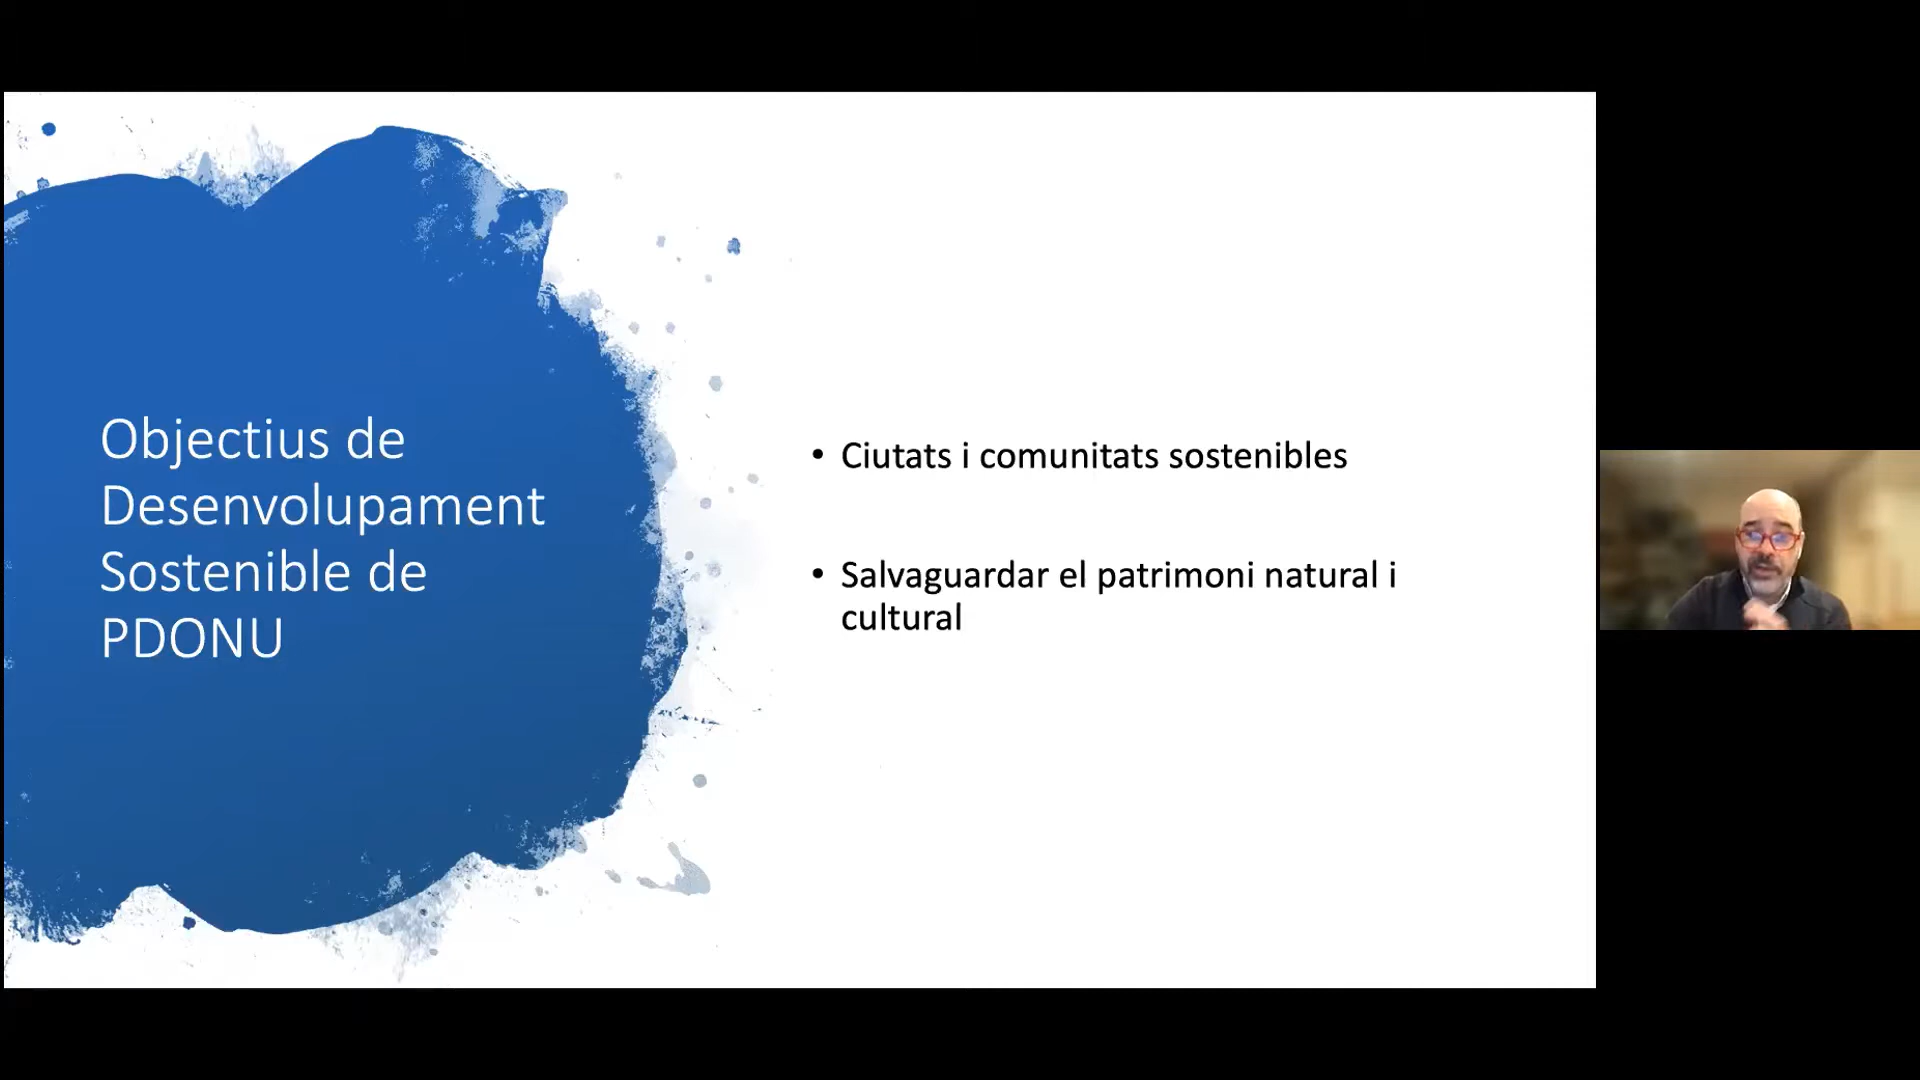 Objectius de
Desenvolupament
Sostenible de
PDONU
• Ciutats i comunitats sostenibles
• Salvaguardar el patrimoni natural i
cultural